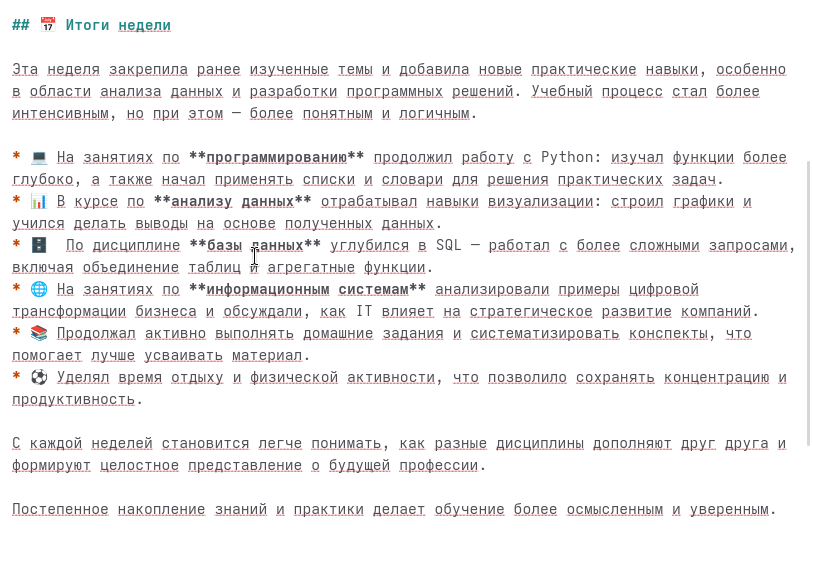 ## 📅 Итоги недели
Эта неделя закрепила ранее изученные темы и добавила новые практические навыки, особенно
в области анализа данных и разработки программных решений. Учебный процесс стал более
интенсивным, но при этом — более понятным и логичным.
* 💻 На занятиях по **программированию** продолжил работу с Python: изучал функции более
глубоко, а также начал применять списки и словари для решения практических задач.
* 📊 В курсе по **анализу данных** отрабатывал навыки визуализации: строил графики и
учился делать выводы на основе полученных данных.
* 🗄️ По дисциплине **базы данных** углубился в SQL — работал с более сложными запросами,
включая объединение таблиц и агрегатные функции.
* 🌐 На занятиях по **информационным системам** анализировали примеры цифровой
трансформации бизнеса и обсуждали, как IT влияет на стратегическое развитие компаний.
* 📚 Продолжал активно выполнять домашние задания и систематизировать конспекты, что
помогает лучше усваивать материал.
* ⚽ Уделял время отдыху и физической активности, что позволило сохранять концентрацию и
продуктивность.
С каждой неделей становится легче понимать, как разные дисциплины дополняют друг друга и
формируют целостное представление о будущей профессии.
Постепенное накопление знаний и практики делает обучение более осмысленным и уверенным.